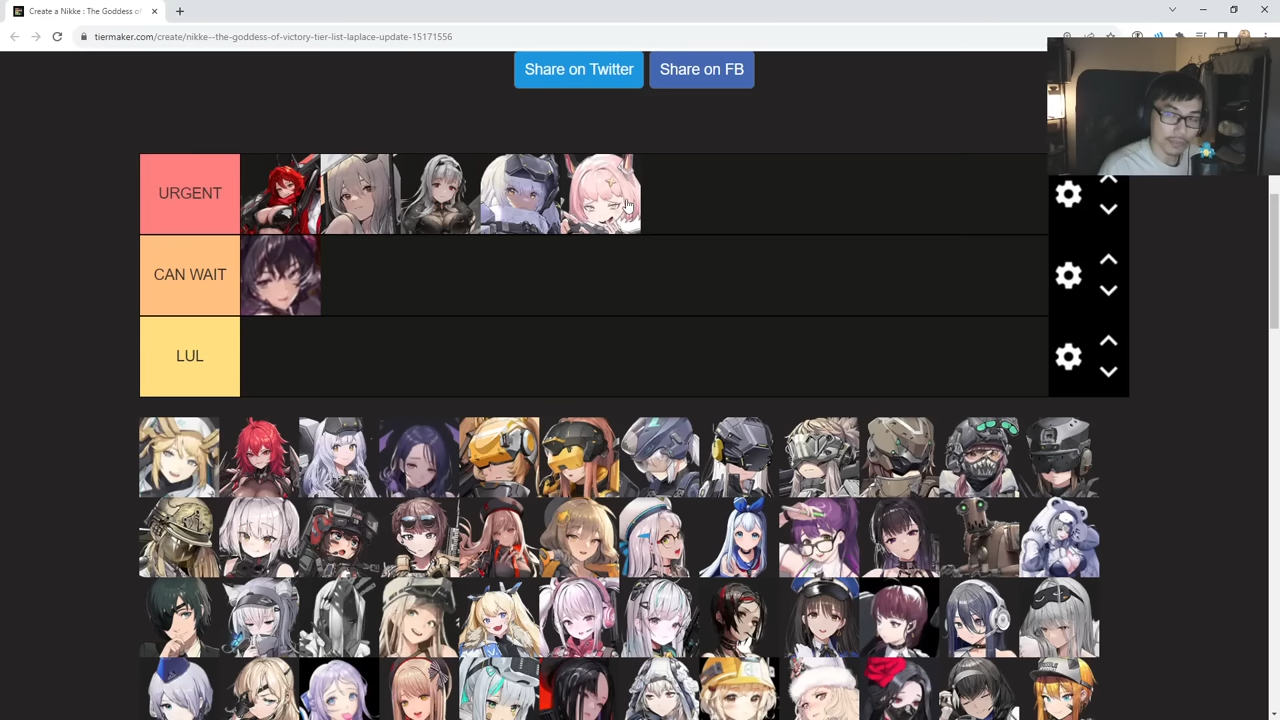 Create a Nikke : The Goddess of
tiermaker.com/create/nikke--the-goddess-of-victory-tier-list-laplace-update-15171556
Share on Twitter
Share on FB
URGENT
CAN WAIT
LUL